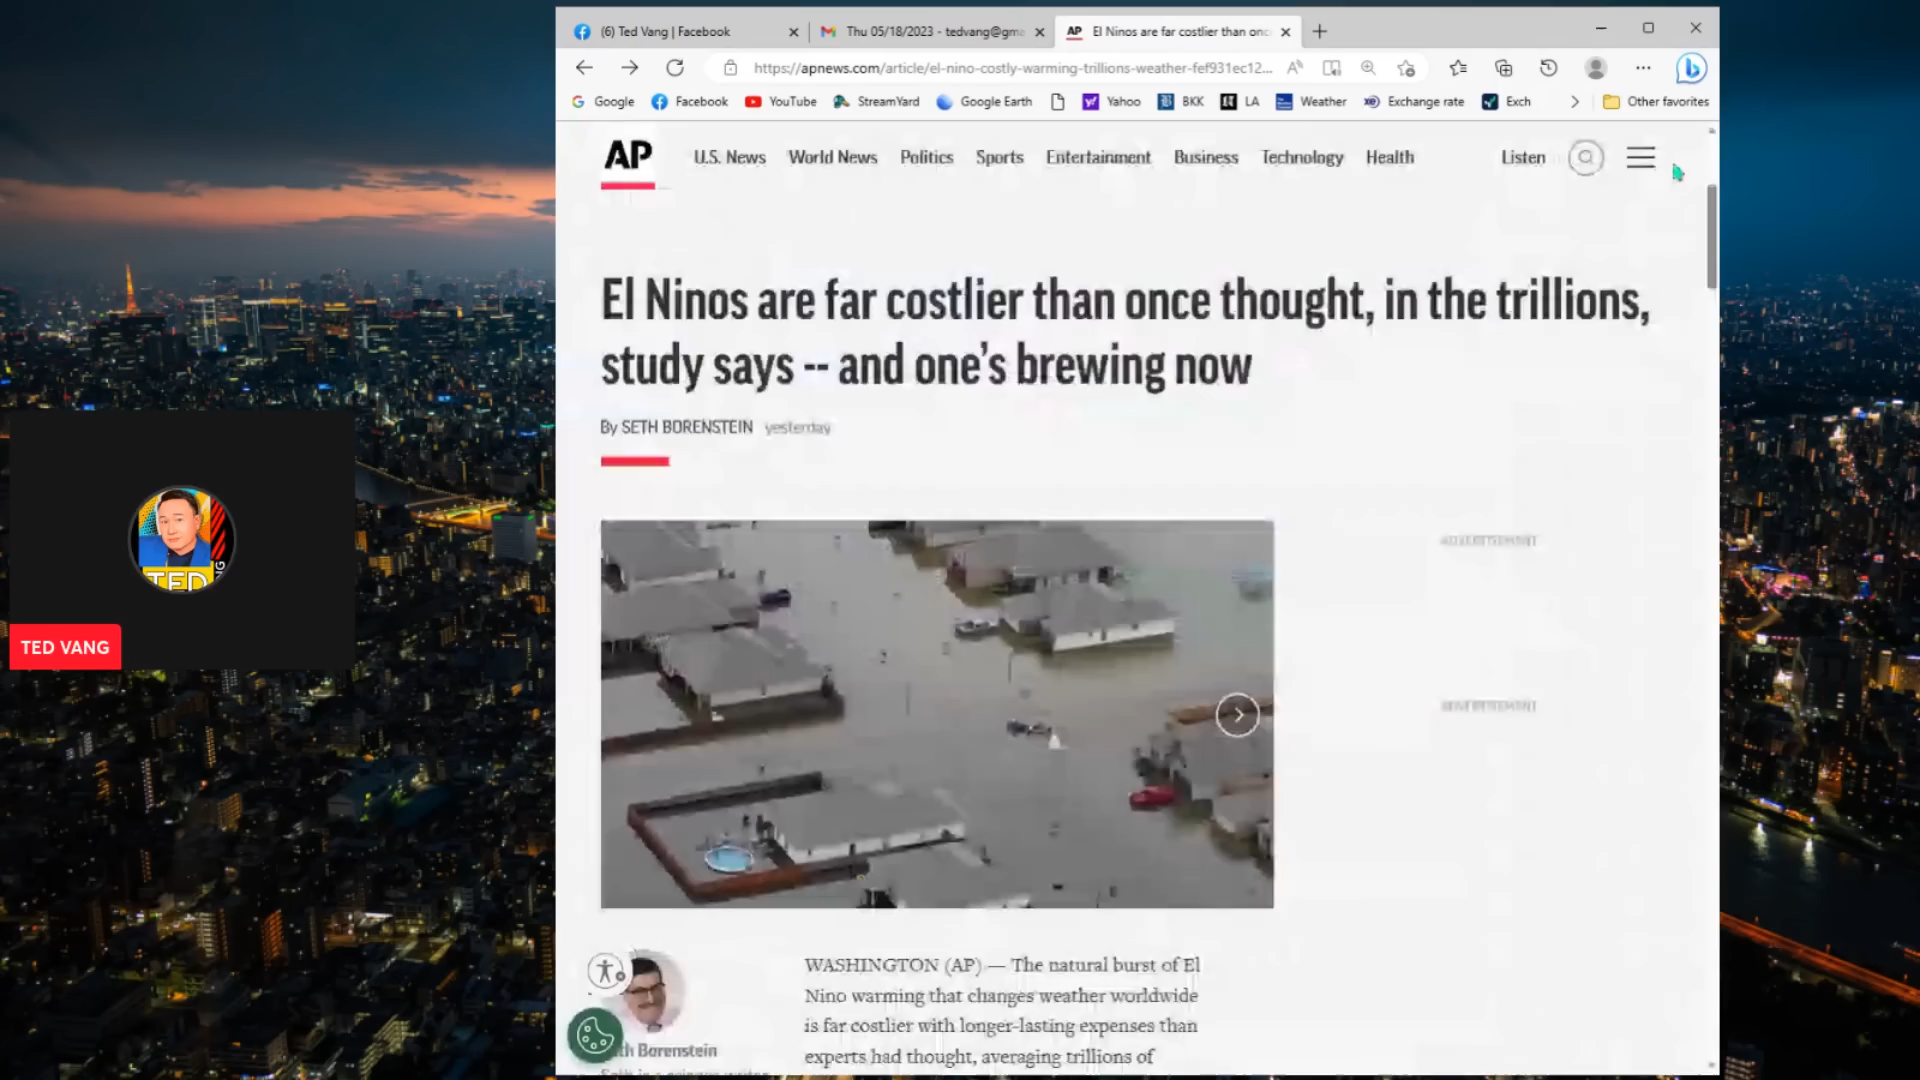 (6) Ted Vang | Facebook
Thu 05/18/2023 - tedvang@gma
AP El Ninos are far costlier than onc
https://apnews.com/article/el-nino-costly-warming-trillions-weather-fef931ec12...
Google Facebook YouTube StreamYard Google Earth Yahoo BKK LA Weather Exchange rate Exch Other favorites
AP U.S. News World News Politics Sports Entertainment Business Technology Health Listen
El Ninos are far costlier than once thought, in the trillions,
study says -- and one's brewing now
By SETH BORENSTEIN yesterday
ADVERTISEMENT
TED
TED VANG
ADVERTISEMENT
WASHINGTON (AP) — The natural burst of El
Nino warming that changes weather worldwide
is far costlier with longer-lasting expenses than
experts had thought, averaging trillions of
th Borenstein